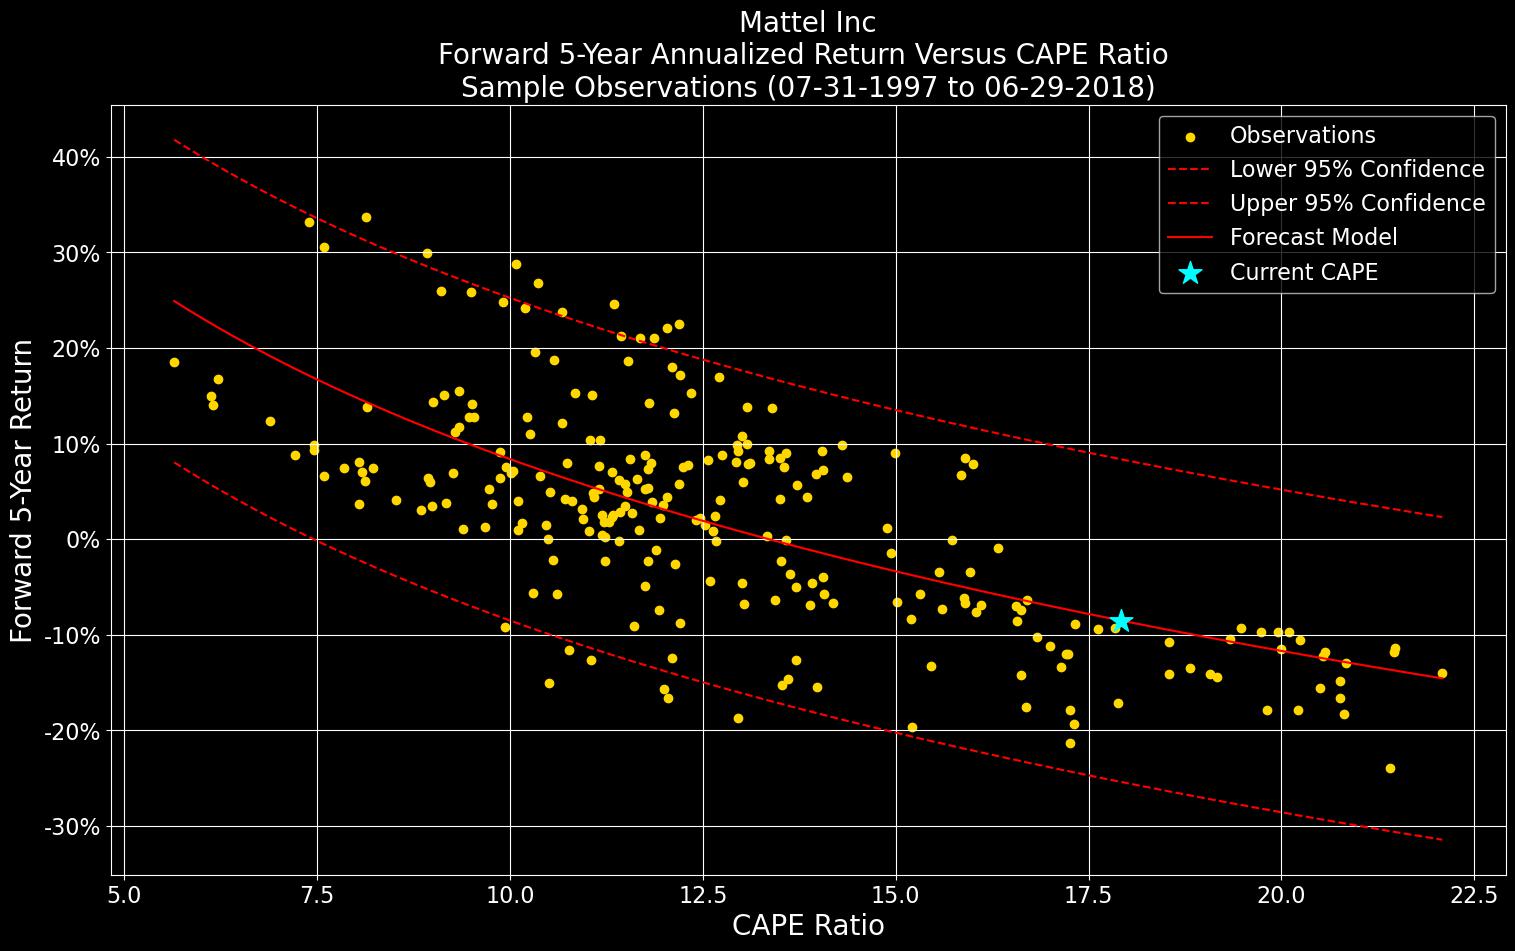 Mattel Inc
Forward 5-Year Annualized Return Versus CAPE Ratio
Sample Observations (07-31-1997 to 06-29-2018)
Observations
Lower 95% Confidence
Upper 95% Confidence
Forecast Model
Current CAPE
Forward 5-Year Return
40%
30%
20%
10%
0%
-10%
-20%
-30%
5.0 7.5 10.0 12.5 15.0 17.5 20.0 22.5
CAPE Ratio